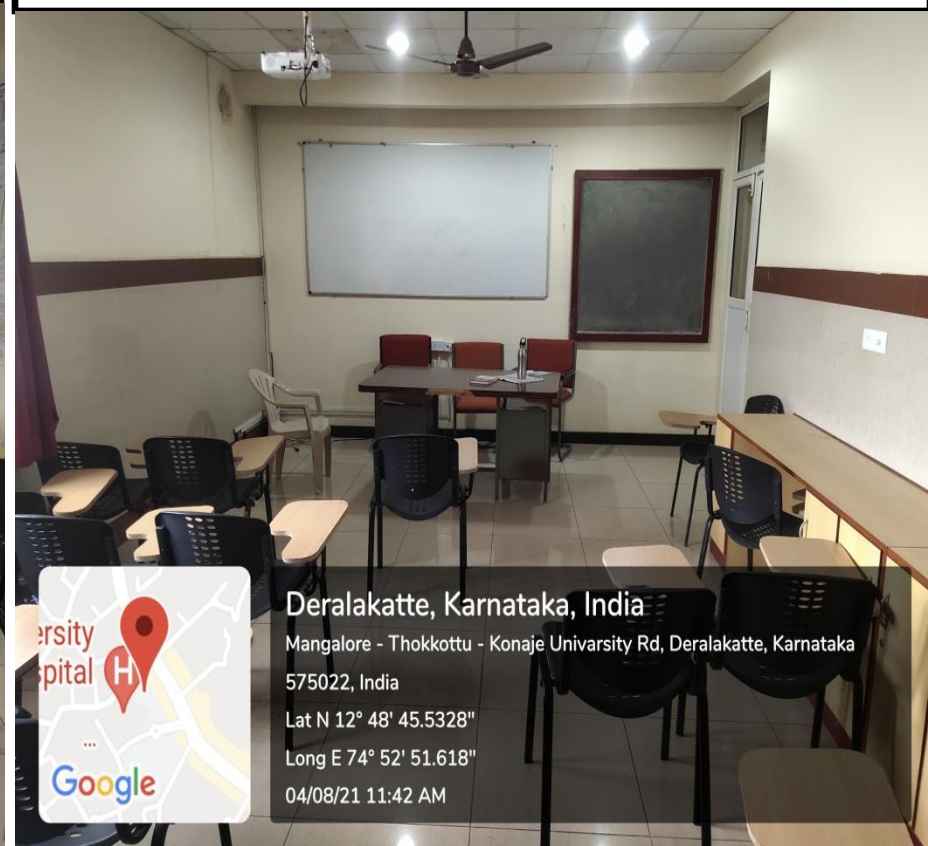 ersity
spital H
...
Google
Deralakatte, Karnataka, India
Mangalore - Thokkottu - Konaje Univarsity Rd, Deralakatte, Karnataka
575022, India
Lat N 12° 48' 45.5328"
Long E 74° 52' 51.618"
04/08/21 11:42 AM